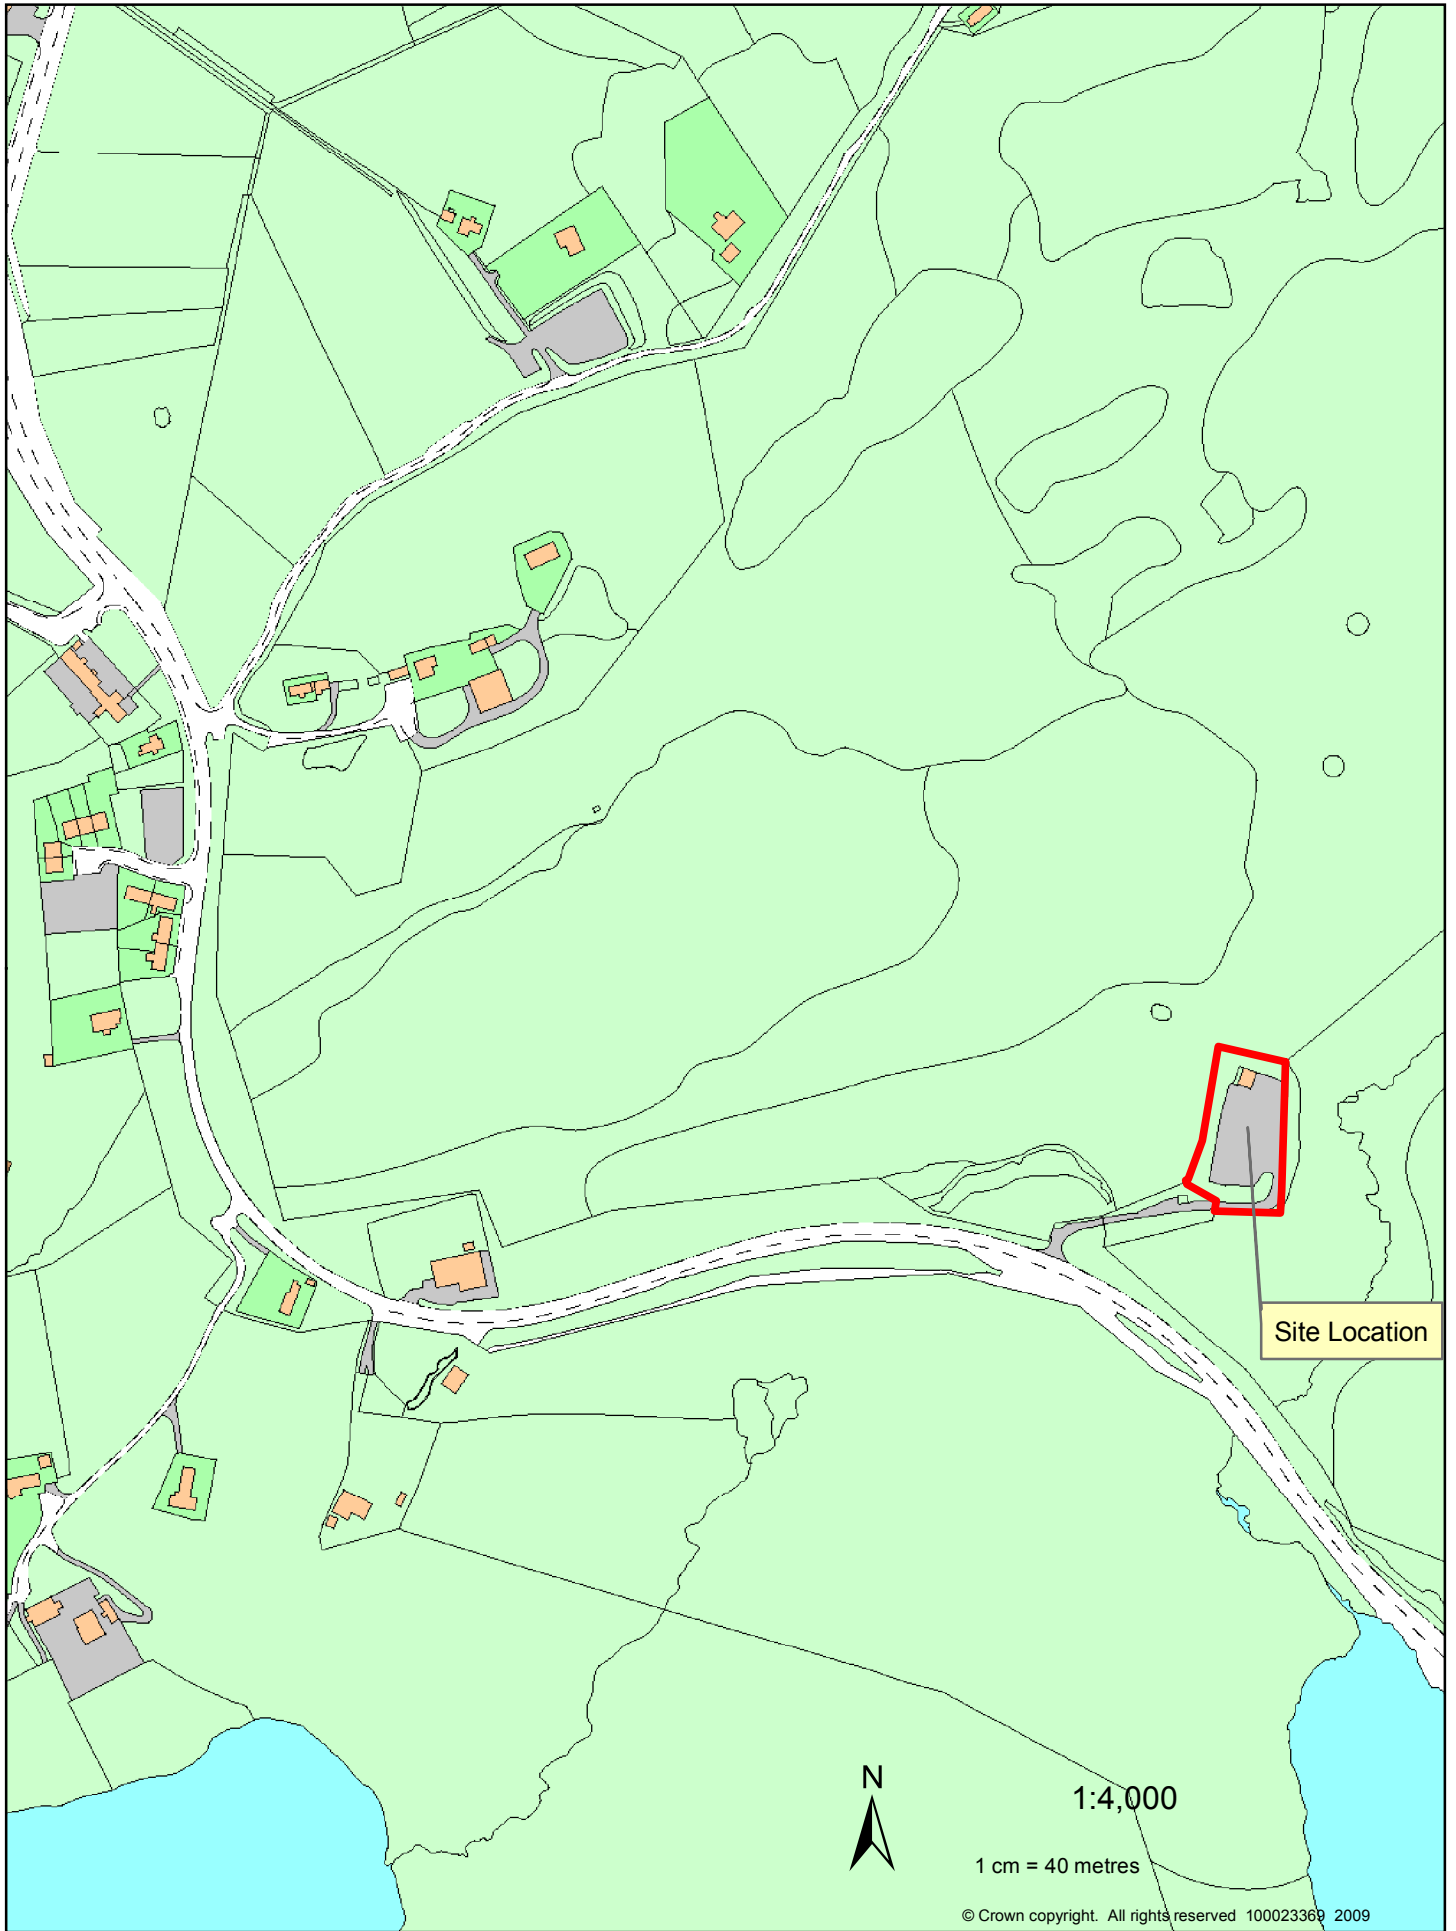 Site Location
N
1:4,000
1 cm = 40 metres
© Crown copyright. All rights reserved 100023369 2009